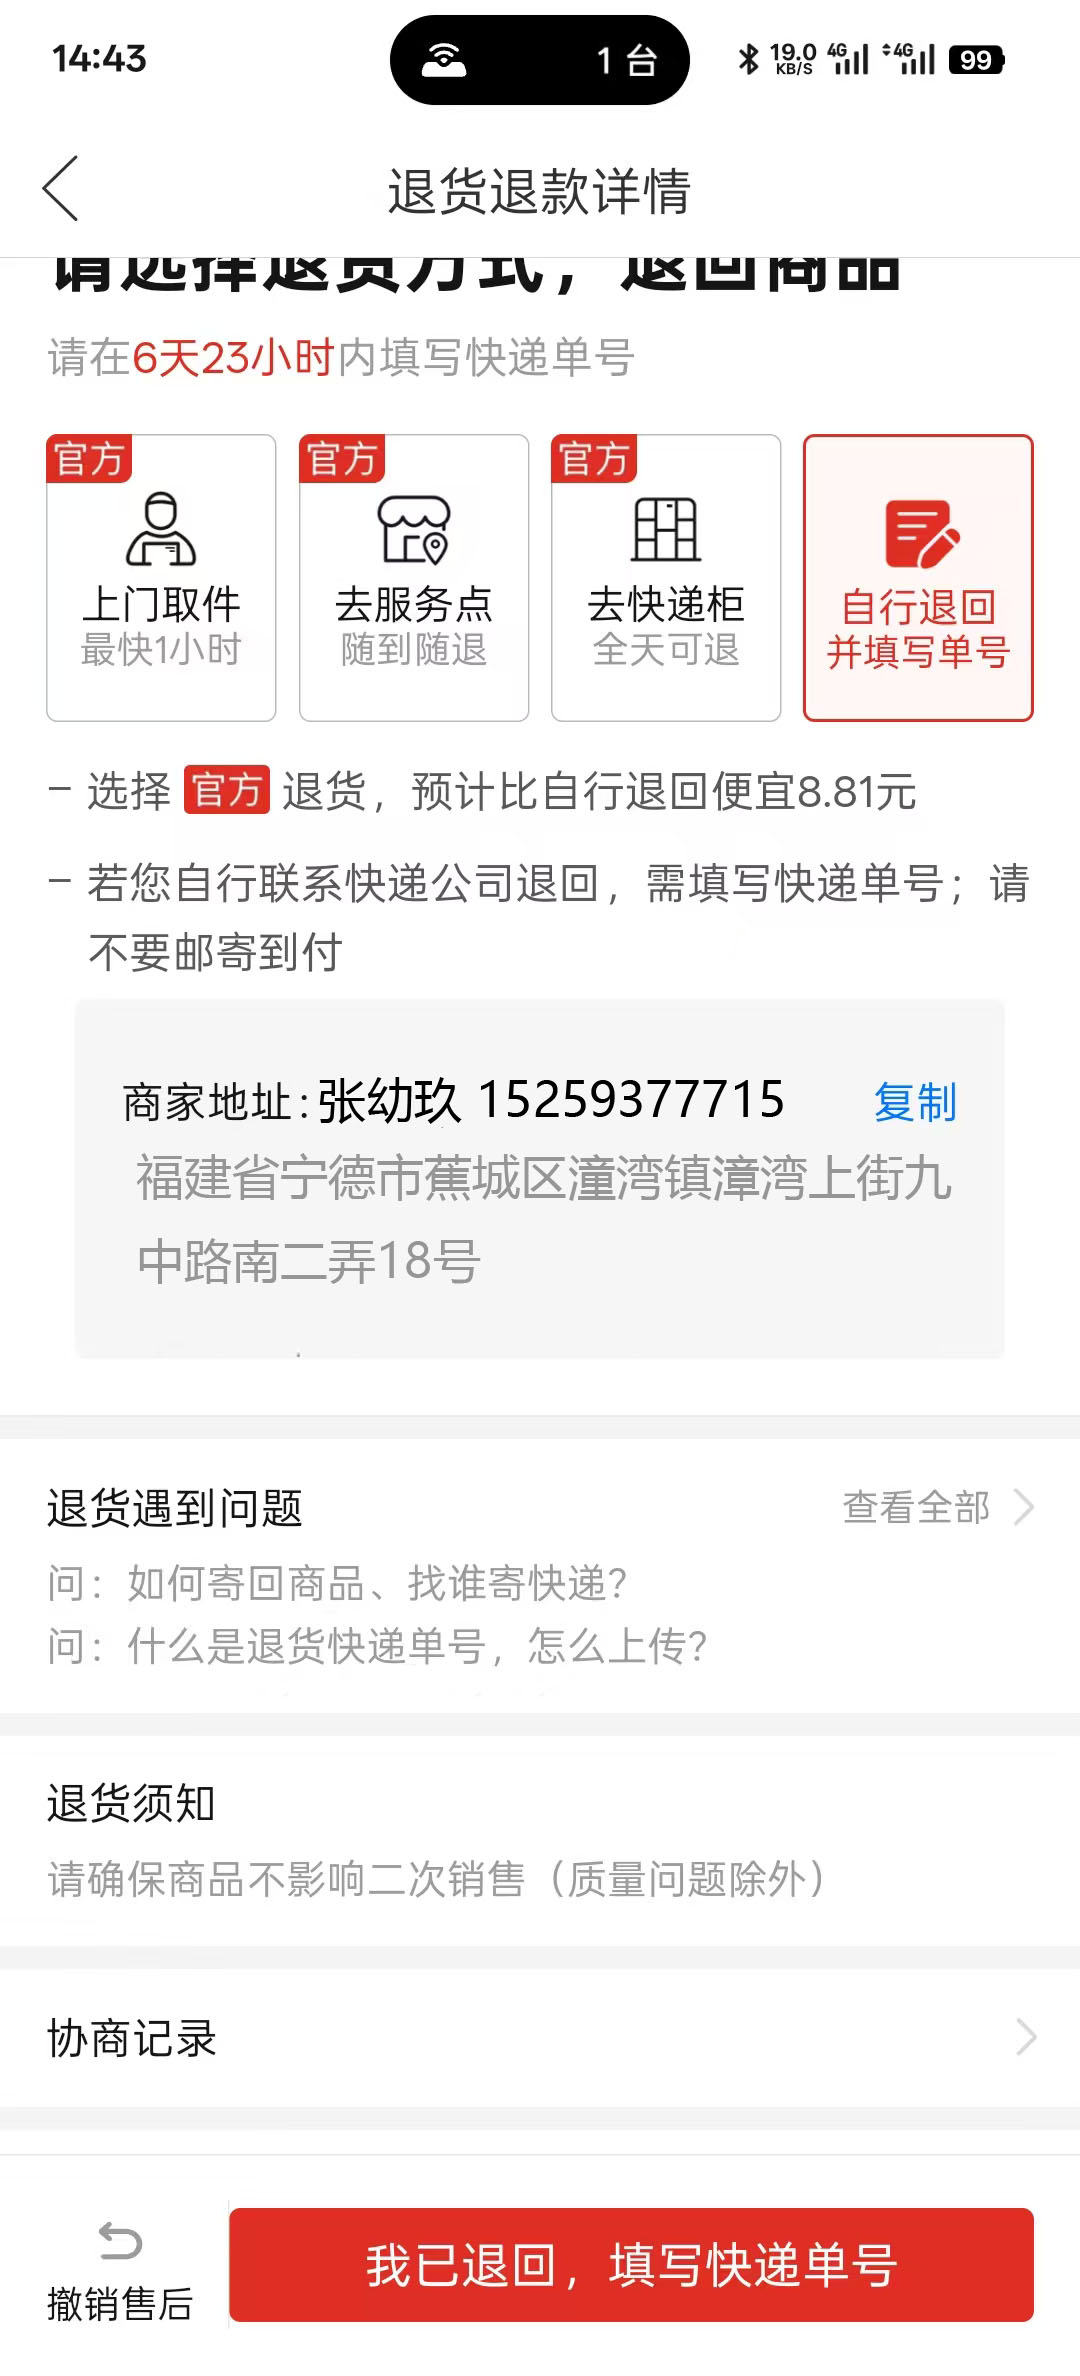 14:43
1 台
19.0 KB/S 4G 4G 99
退货退款详情
请选择退货方式，退回商品
请在6天23小时内填写快递单号
官方 官方 官方
上门取件 去服务点 去快递柜 自行退回
最快1小时 随到随退 全天可退 并填写单号
– 选择 官方 退货，预计比自行退回便宜8.81元
– 若您自行联系快递公司退回，需填写快递单号；请
不要邮寄到付
商家地址:张幼玖 15259377715 复制
福建省宁德市蕉城区潼湾镇漳湾上街九
中路南二弄18号
退货遇到问题 查看全部
问：如何寄回商品、找谁寄快递？
问：什么是退货快递单号，怎么上传？
退货须知
请确保商品不影响二次销售（质量问题除外）
协商记录
撤销售后
我已退回，填写快递单号